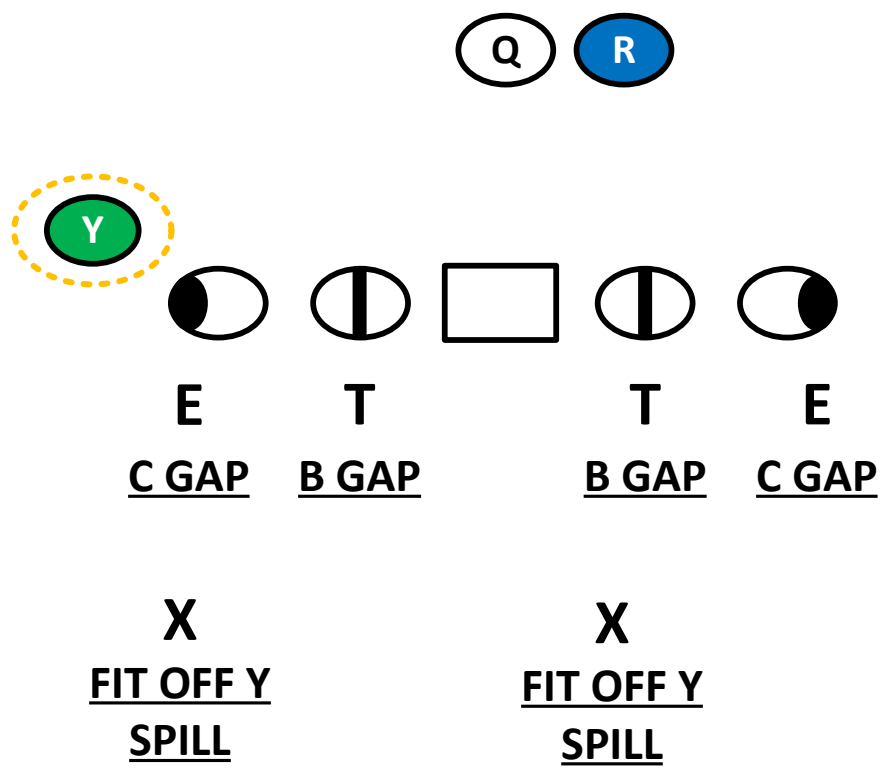 Q R
Y
E T T E
C GAP B GAP B GAP C GAP
X X
FIT OFF Y FIT OFF Y
SPILL SPILL